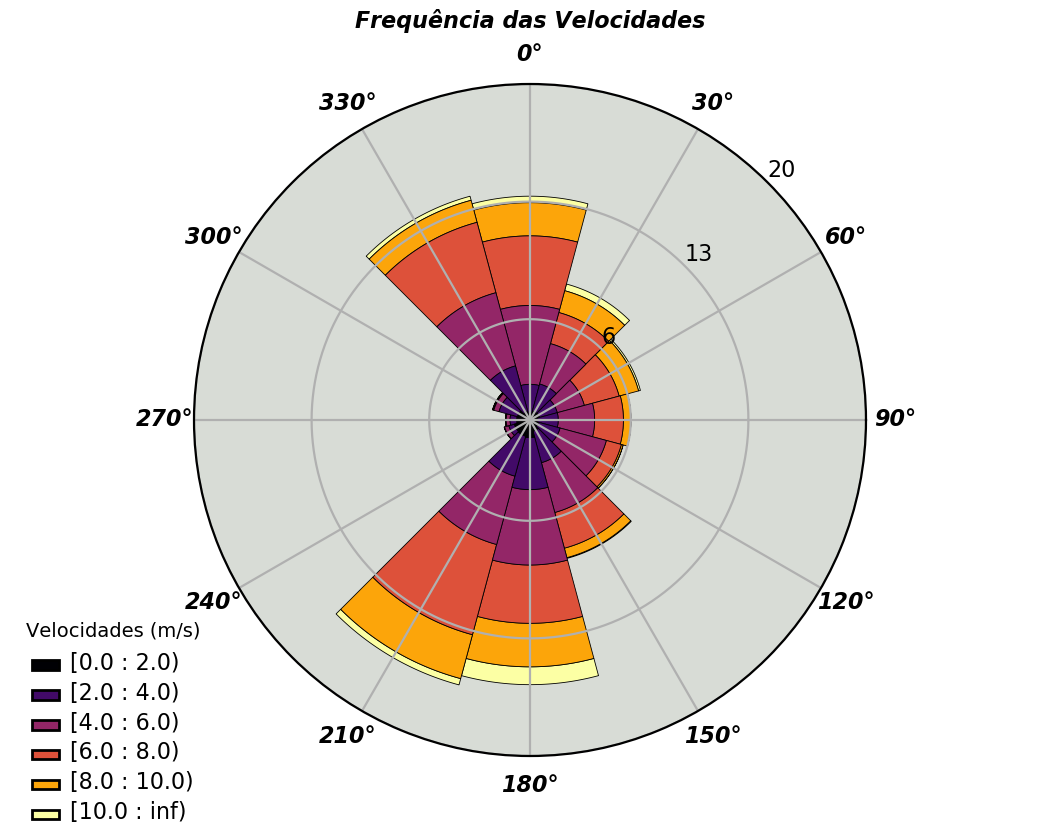 Frequência das Velocidades
0°
330°
30°
20
300°
60°
13
6
270°
90°
240°
120°
210°
150°
180°
Velocidades (m/s)
[0.0 : 2.0)
[2.0 : 4.0)
[4.0 : 6.0)
[6.0 : 8.0)
[8.0 : 10.0)
[10.0 : inf)